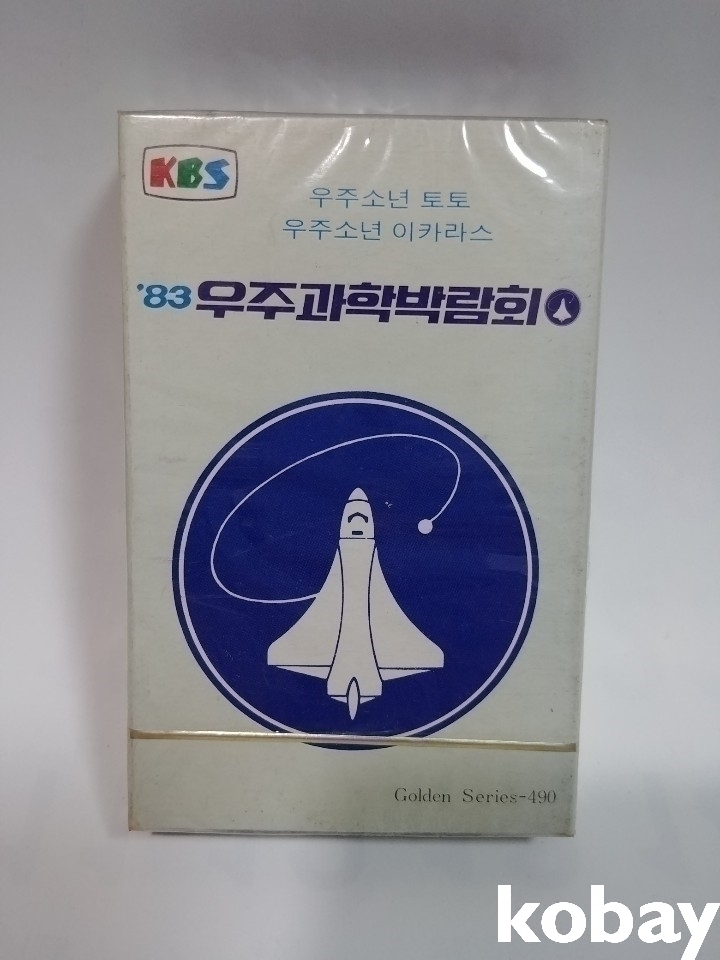 KBS
우주소년 토토
우주소년 이카라스
'83 우주과학박람회
Golden Series-490
kobay